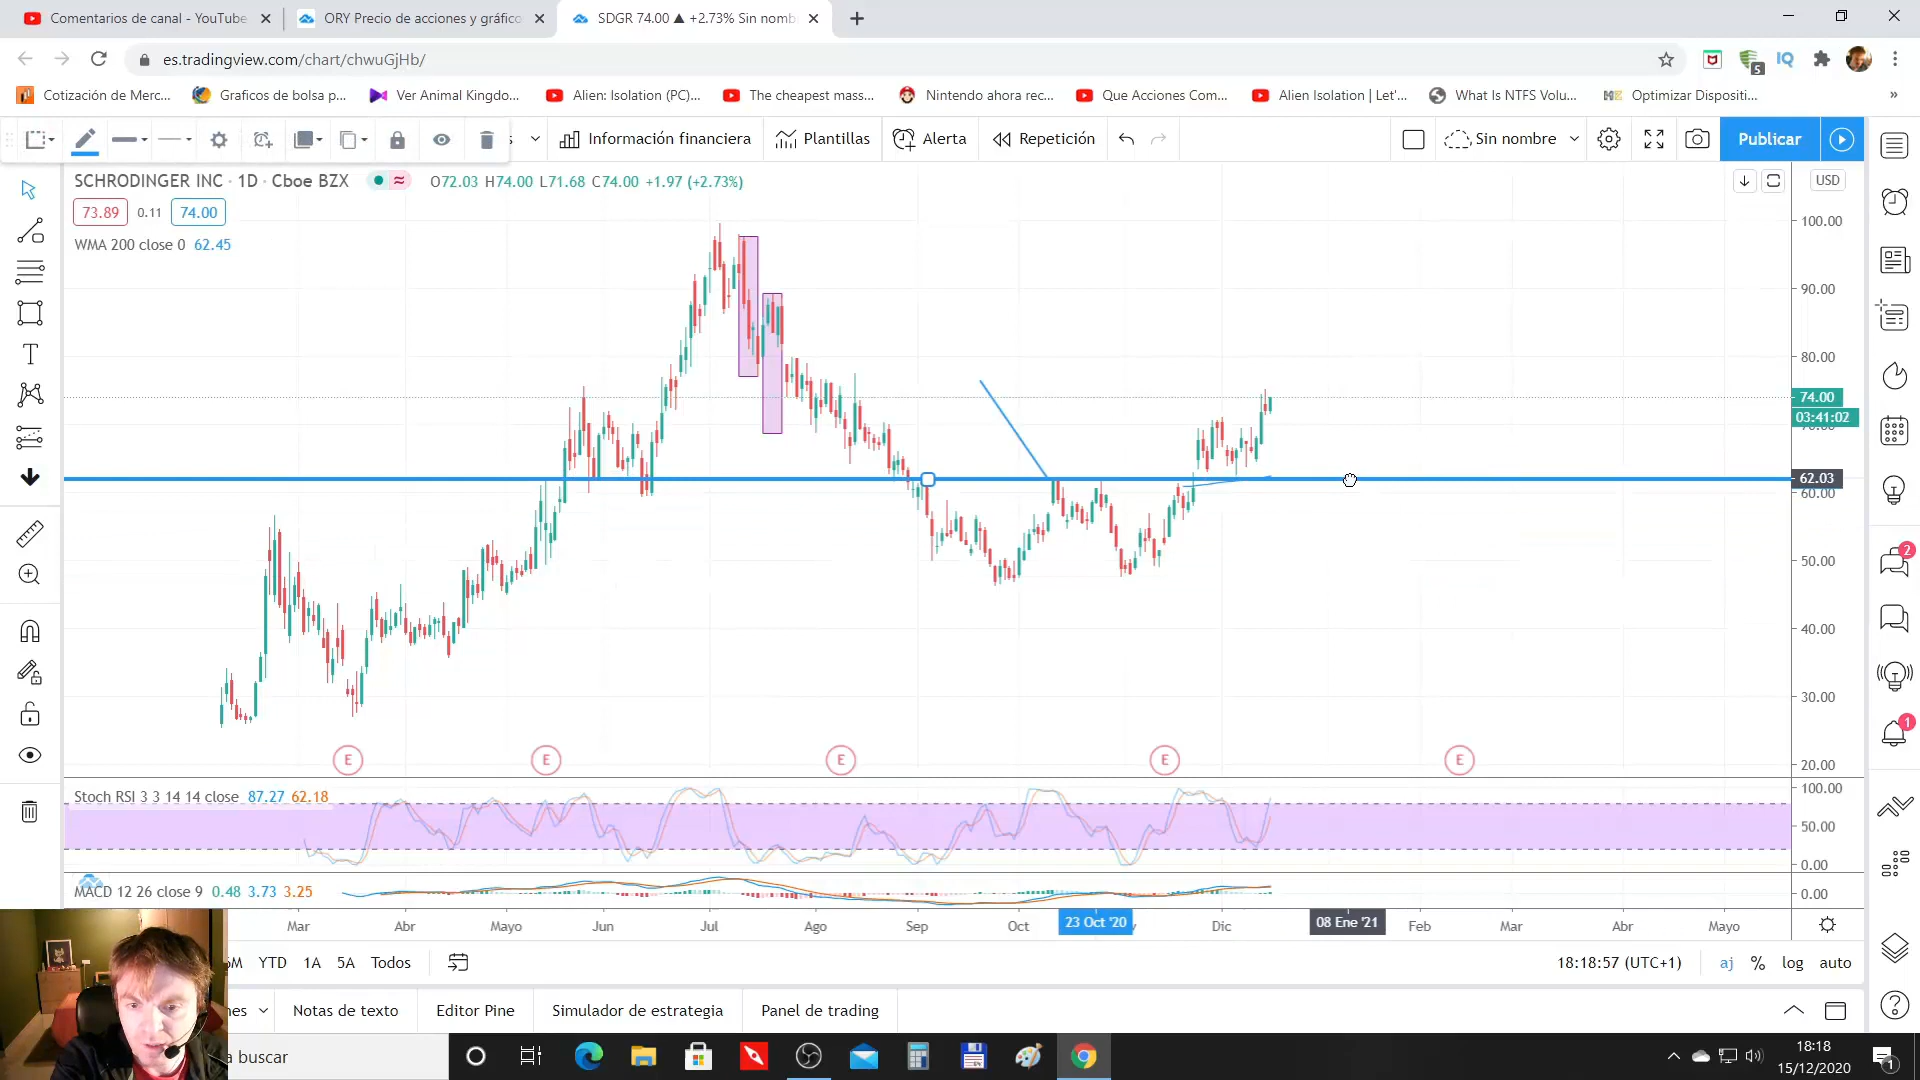 Comentarios de canal - YouTube
ORY Precio de acciones y gráfico
SDGR 74.00 ▲ +2.73% Sin nomb
es.tradingview.com/chart/chwuGjHb/
Cotización de Merc...
Graficos de bolsa p...
Ver Animal Kingdo...
Alien: Isolation (PC)...
The cheapest mass...
Nintendo ahora rec...
Que Acciones Com...
Alien Isolation | Let'...
What Is NTFS Volu...
Optimizar Dispositi...
»
5
IQ
Información financiera
Plantillas
Alerta
Repetición
Sin nombre
Publicar
SCHRODINGER INC · 1D · Cboe BZX
O72.03 H74.00 L71.68 C74.00 +1.97 (+2.73%)
USD
73.89 0.11 74.00
WMA 200 close 0 62.45
100.00
90.00
80.00
74.00
03:41:02
62.03
60.00
50.00
40.00
30.00
20.00
E
E
E
E
E
2
1
Stoch RSI 3 3 14 14 close 87.27 62.18
100.00
50.00
0.00
MACD 12 26 close 9 0.48 3.73 3.25
0.00
Mar
Abr
Mayo
Jun
Jul
Ago
Sep
Oct
23 Oct '20
Dic
08 Ene '21
Feb
Mar
Abr
Mayo
YTD
1A
5A
Todos
18:18:57 (UTC+1)
aj
%
log
auto
Notas de texto
Editor Pine
Simulador de estrategia
Panel de trading
a buscar
18:18
15/12/2020
1